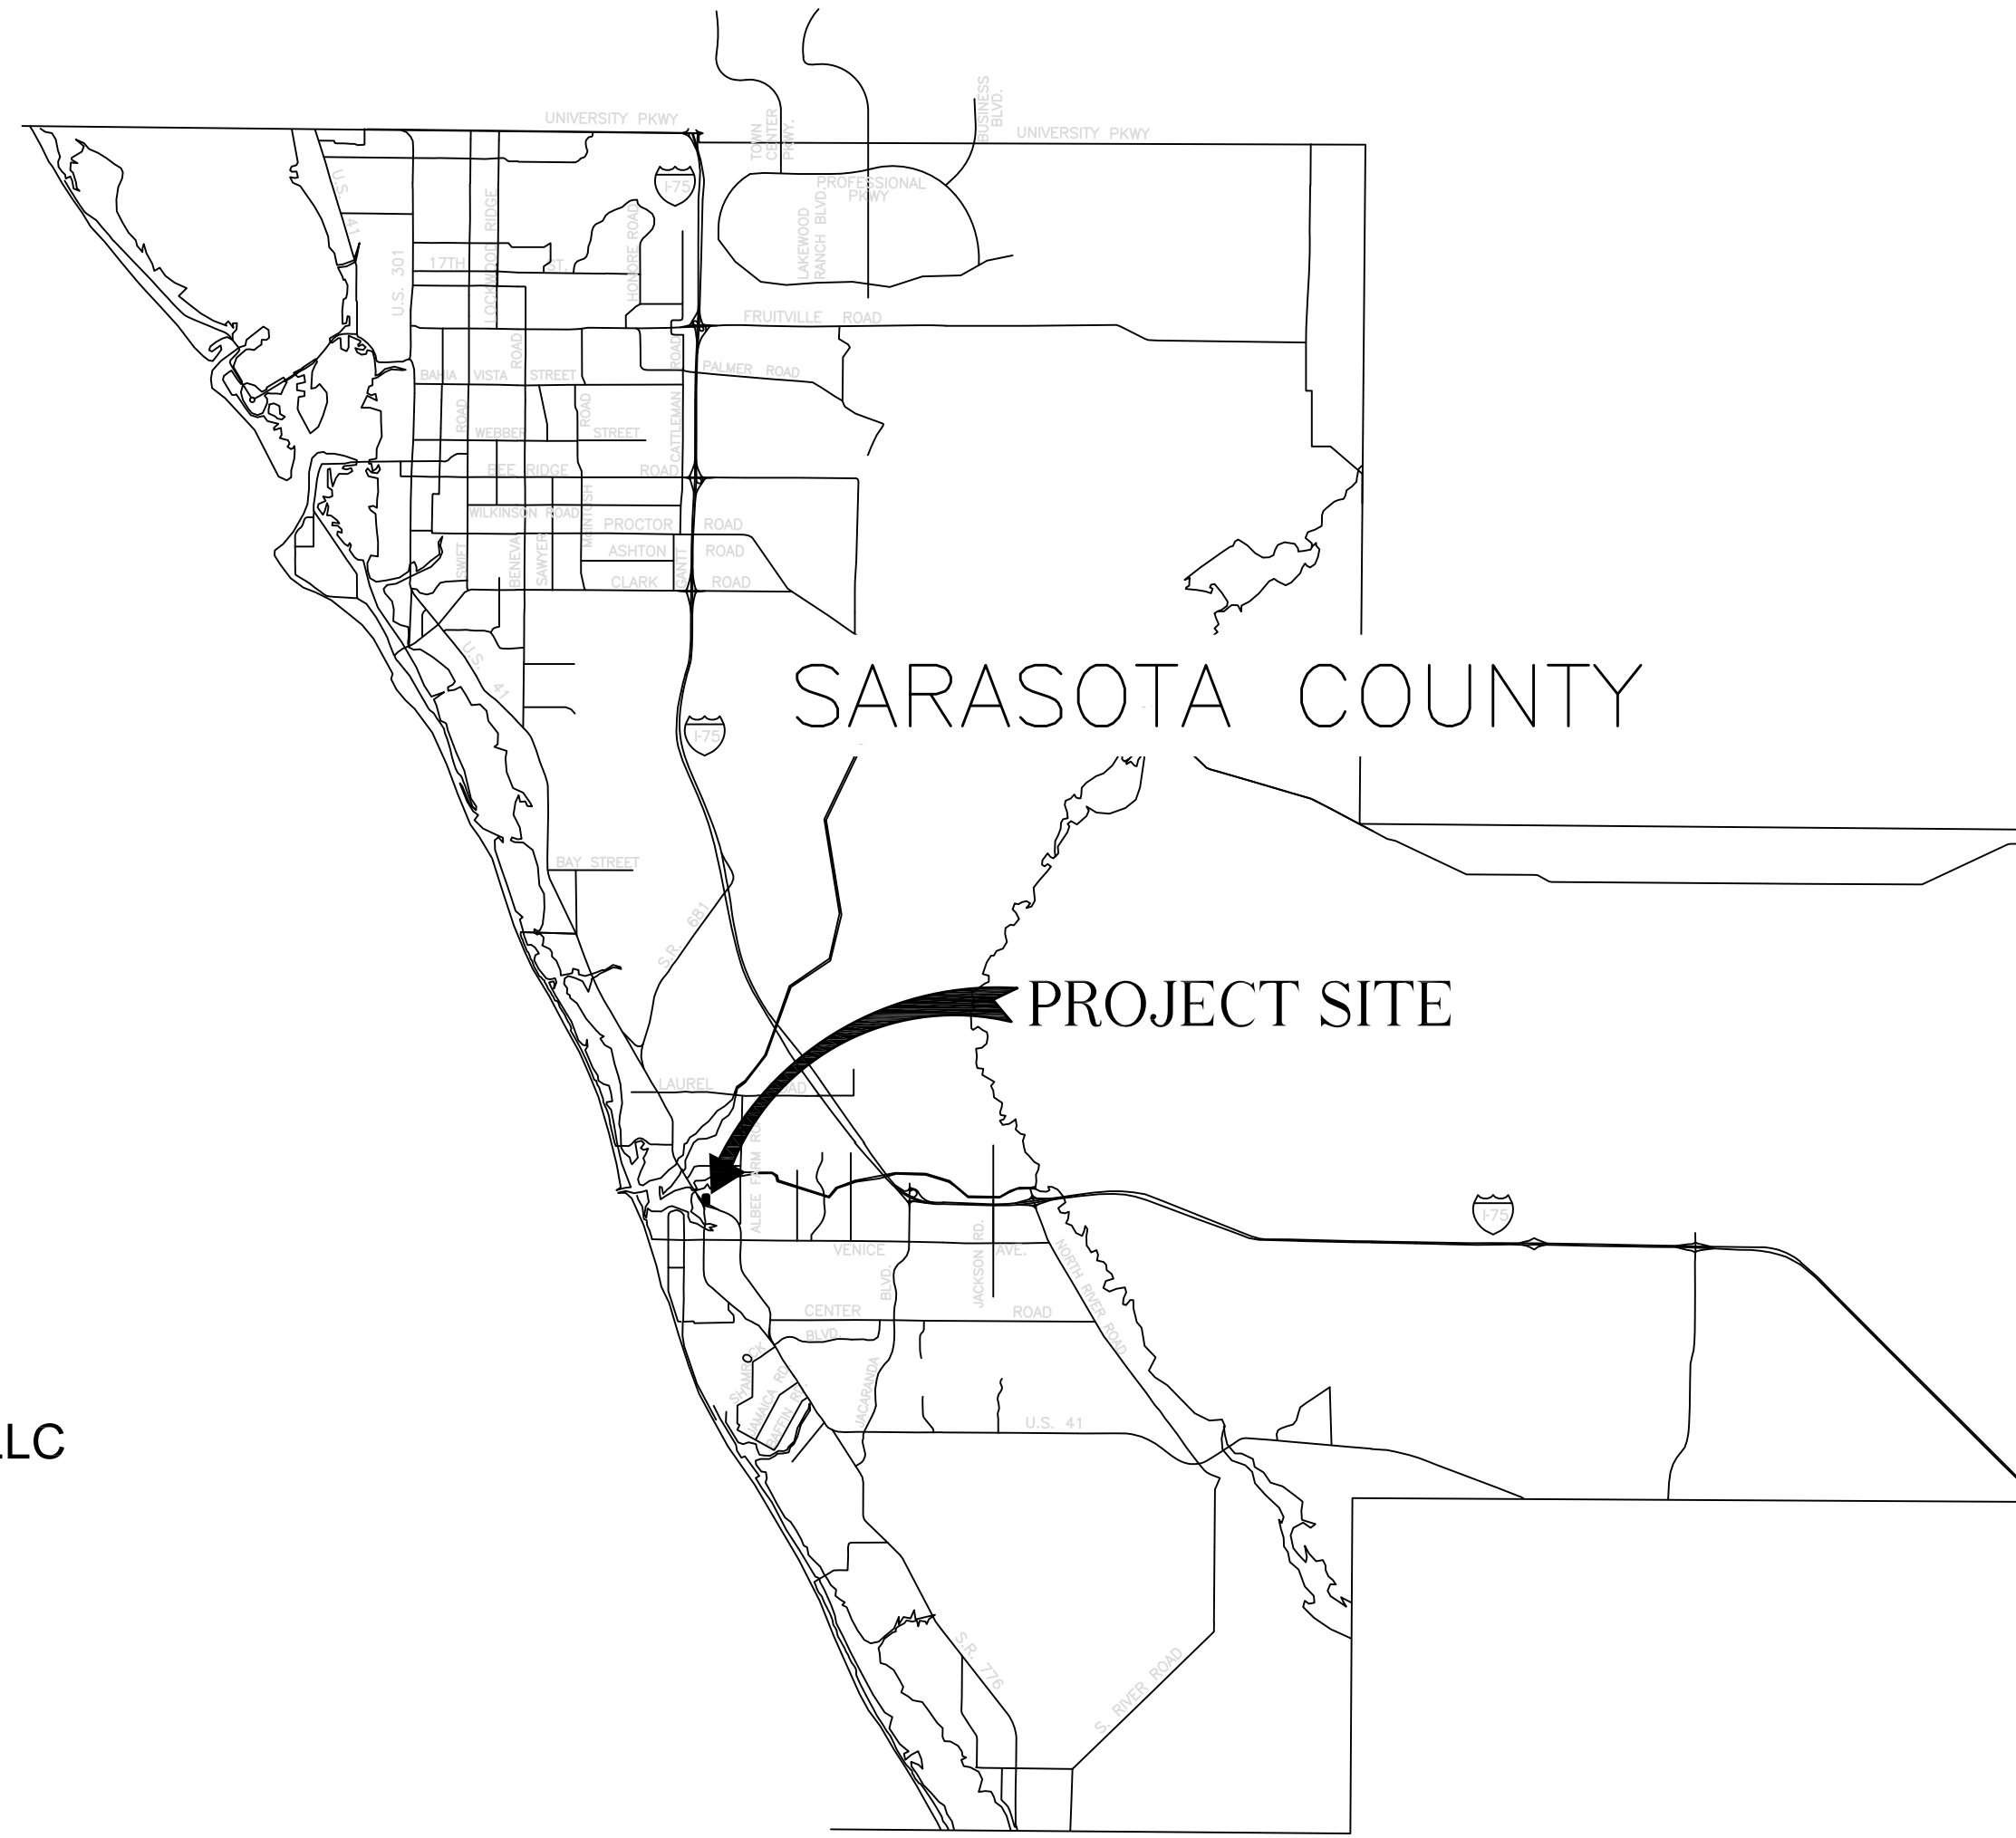 UNIVERSITY PKWY
TOWN
CENTER
PKWY.
BUSINESS
BLVD.
UNIVERSITY PKWY
I-75
PROFESSIONAL
PKWY
U.S.
41
U.S. 301
LOCKWOOD RIDGE
ROAD
HONORE ROAD
LAKEWOOD
RANCH BLVD.
17TH ST.
FRUITVILLE ROAD
PALMER ROAD
BAHIA VISTA STREET
ROAD
ROAD
ROAD
CATTLEMAN
WEBBER STREET
BEE RIDGE ROAD
WILKINSON ROAD
McINTOSH
PROCTOR ROAD
ASHTON ROAD
CLARK ROAD
SWIFT
BENEVA
SAWYER
GANTT
U.S.
41
SARASOTA COUNTY
I-75
BAY STREET
S.R. 681
PROJECT SITE
LAUREL
ALBEE FARM
I-75
VENICE AVE.
BLVD.
JACKSON RD.
NORTH RIVER ROAD
CENTER ROAD
BLVD.
SHAMROCK
JAMAICA RD.
JACARANDA
U.S. 41
LLC
S.R. 776
S. RIVER ROAD